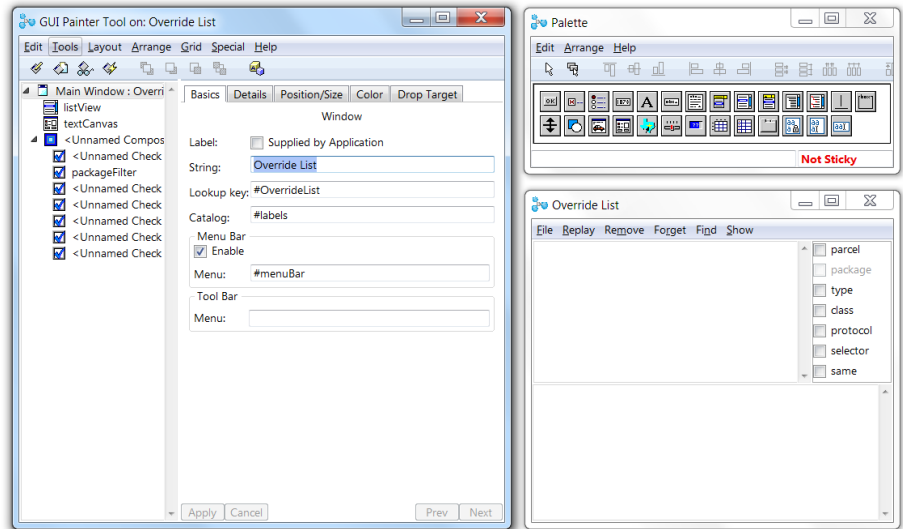 GUI Painter Tool on: Override List
Edit Tools Layout Arrange Grid Special Help
Main Window : Overri
listView
textCanvas
<Unnamed Compos
<Unnamed Check
packageFilter
<Unnamed Check
<Unnamed Check
<Unnamed Check
<Unnamed Check
<Unnamed Check
Basics Details Position/Size Color Drop Target
Window
Label: Supplied by Application
String: Override List
Lookup key: #OverrideList
Catalog: #labels
Menu Bar
Enable
Menu: #menuBar
Tool Bar
Menu:
Apply Cancel Prev Next
Palette
Edit Arrange Help
Not Sticky
Override List
File Replay Remove Forget Find Show
parcel
package
type
class
protocol
selector
same